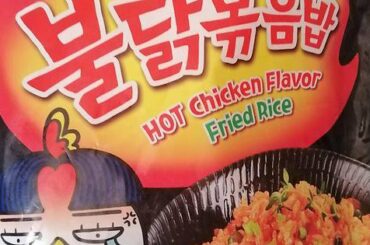 불닭볶음밥
HOT Chicken Flavor
Fried Rice